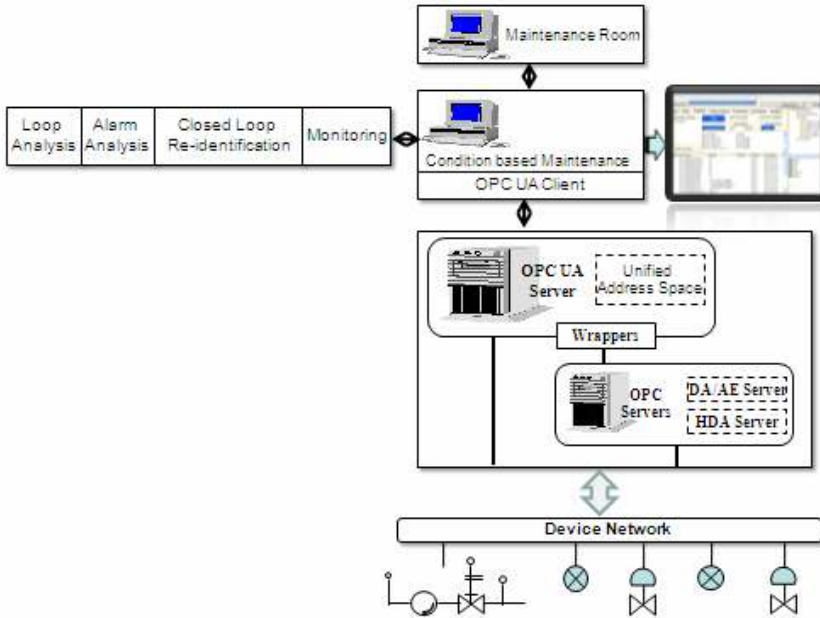 Maintenance Room
Loop
Analysis
Alarm
Analysis
Closed Loop
Re-identification
Monitoring
Condition based Maintenance
OPC UA Client
OPC UA
Server
Unified
Address Space
Wrappers
OPC
Servers
DA/AE Server
HDA Server
Device Network